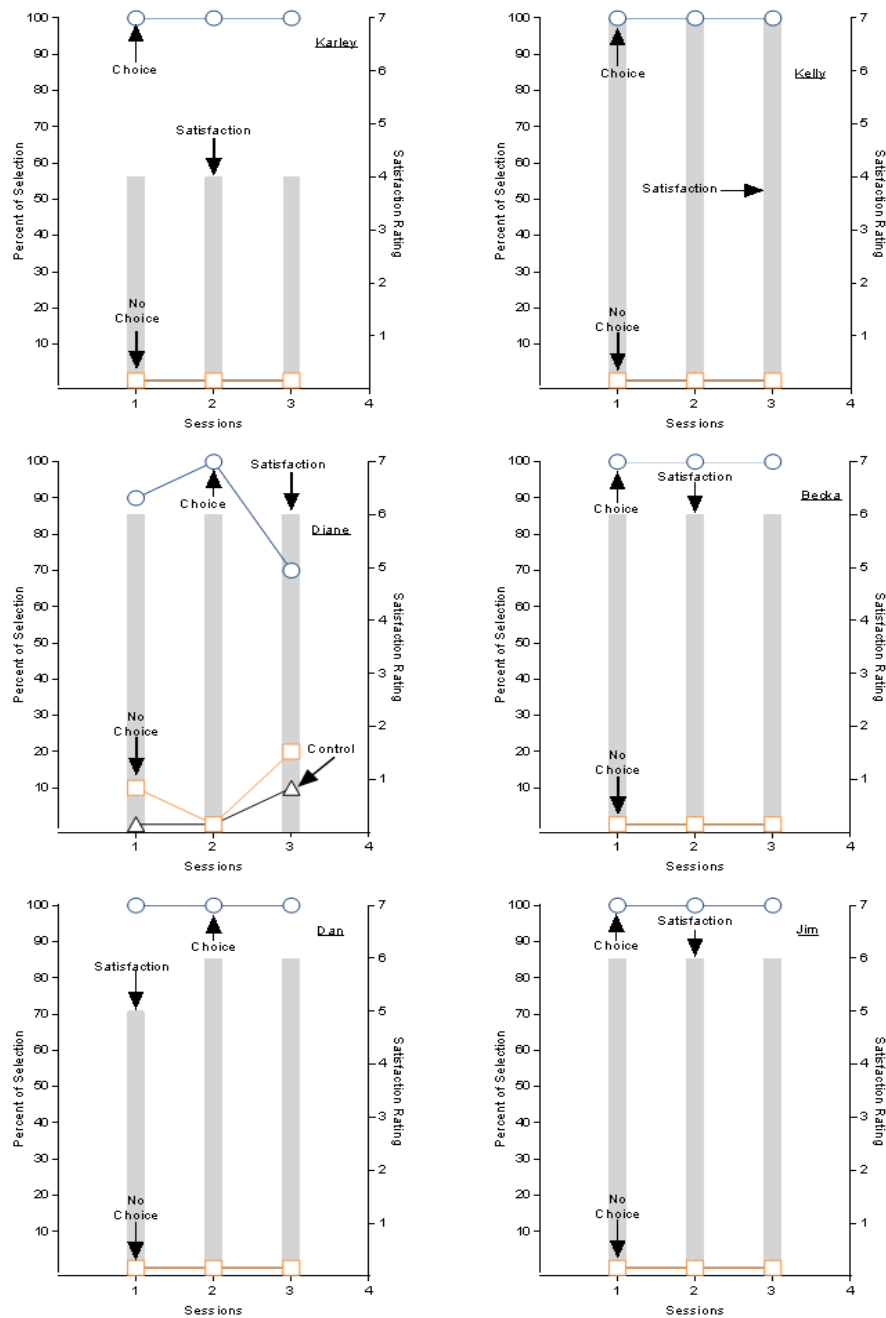 100
90
80
70
60
50
40
30
20
10
Percent of Selection
Karley
Choice
Satisfaction
No
Choice
7
6
5
4
3
2
1
Satisfaction Rating
1 2 3 4
Sessions
100
90
80
70
60
50
40
30
20
10
Percent of Selection
Kelly
Choice
Satisfaction
No
Choice
7
6
5
4
3
2
1
Satisfaction Rating
1 2 3 4
Sessions
100
90
80
70
60
50
40
30
20
10
Percent of Selection
Satisfaction
Choice
Diane
No
Choice
Control
7
6
5
4
3
2
1
Satisfaction Rating
1 2 3 4
Sessions
100
90
80
70
60
50
40
30
20
10
Percent of Selection
Satisfaction
Becka
Choice
No
Choice
7
6
5
4
3
2
1
Satisfaction Rating
1 2 3 4
Sessions
100
90
80
70
60
50
40
30
20
10
Percent of Selection
Dan
Choice
Satisfaction
No
Choice
7
6
5
4
3
2
1
Satisfaction Rating
1 2 3 4
Sessions
100
90
80
70
60
50
40
30
20
10
Percent of Selection
Satisfaction
Jim
Choice
No
Choice
7
6
5
4
3
2
1
Satisfaction Rating
1 2 3 4
Sessions